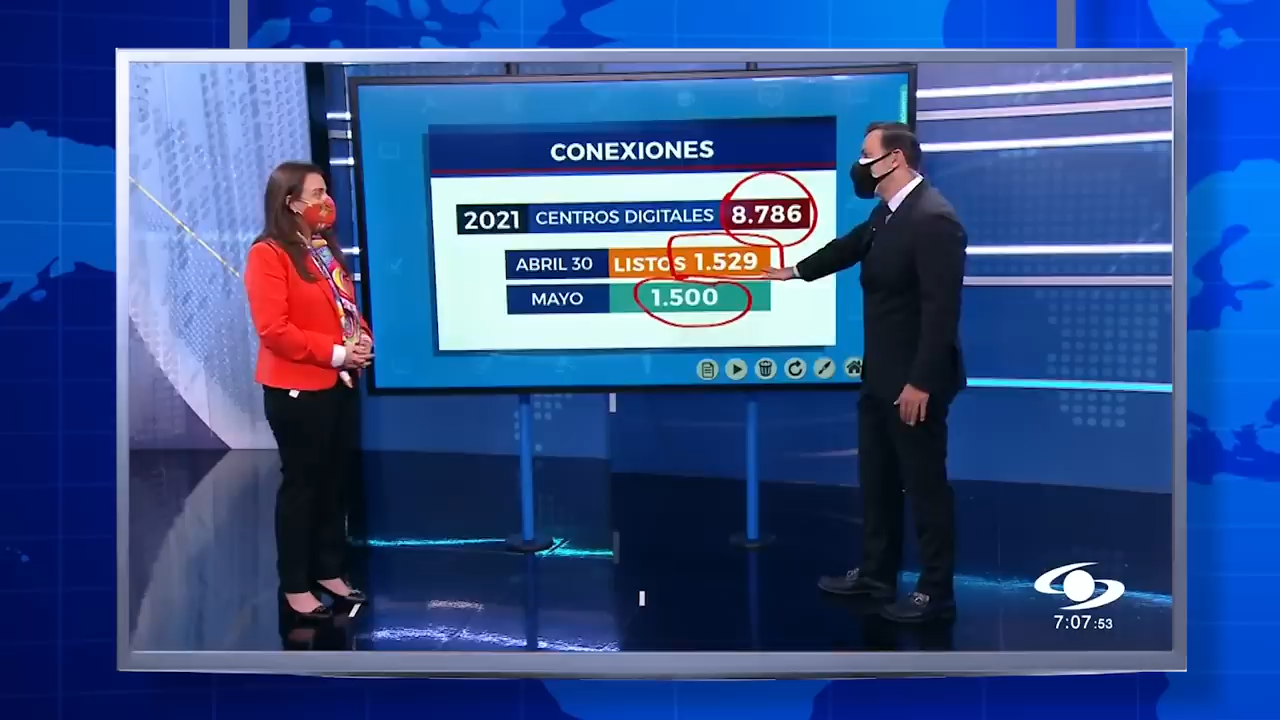 CONEXIONES
2021 CENTROS DIGITALES 8.786
ABRIL 30 LISTOS 1.529
MAYO 1.500
7:07:53